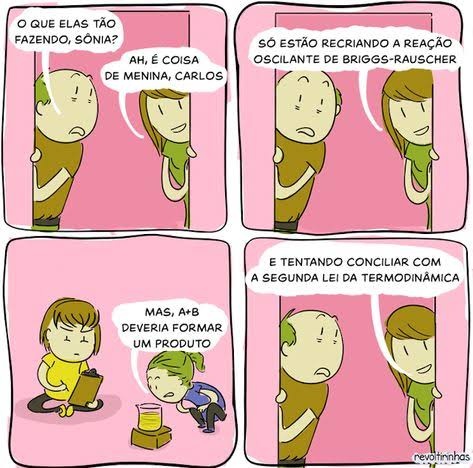 O QUE ELAS TÃO
FAZENDO, SÔNIA?
AH, É COISA
DE MENINA, CARLOS
SÓ ESTÃO RECRIANDO A REAÇÃO
OSCILANTE DE BRIGGS-RAUSCHER
MAS, A+B
DEVERIA FORMAR
UM PRODUTO
E TENTANDO CONCILIAR COM
A SEGUNDA LEI DA TERMODINÂMICA
revoltirinhas